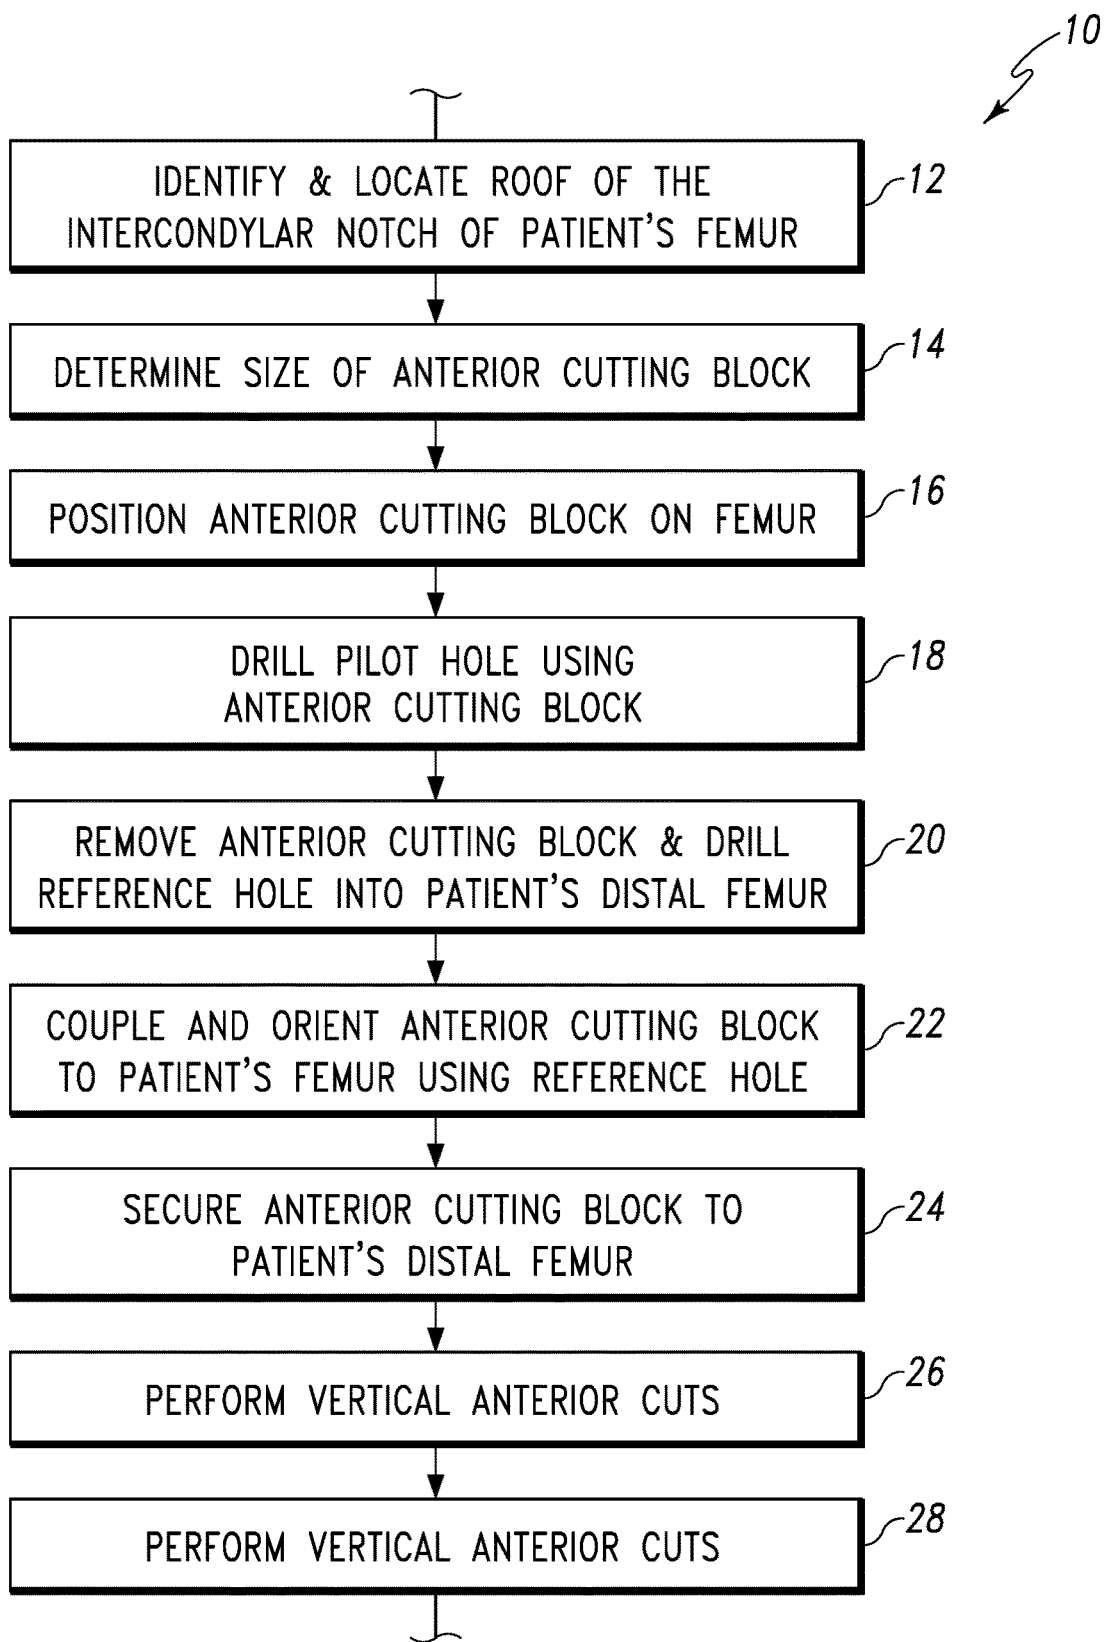 10
IDENTIFY & LOCATE ROOF OF THE
INTERCONDYLAR NOTCH OF PATIENT'S FEMUR
12
DETERMINE SIZE OF ANTERIOR CUTTING BLOCK
14
POSITION ANTERIOR CUTTING BLOCK ON FEMUR
16
DRILL PILOT HOLE USING
ANTERIOR CUTTING BLOCK
18
REMOVE ANTERIOR CUTTING BLOCK & DRILL
REFERENCE HOLE INTO PATIENT'S DISTAL FEMUR
20
COUPLE AND ORIENT ANTERIOR CUTTING BLOCK
TO PATIENT'S FEMUR USING REFERENCE HOLE
22
SECURE ANTERIOR CUTTING BLOCK TO
PATIENT'S DISTAL FEMUR
24
PERFORM VERTICAL ANTERIOR CUTS
26
PERFORM VERTICAL ANTERIOR CUTS
28